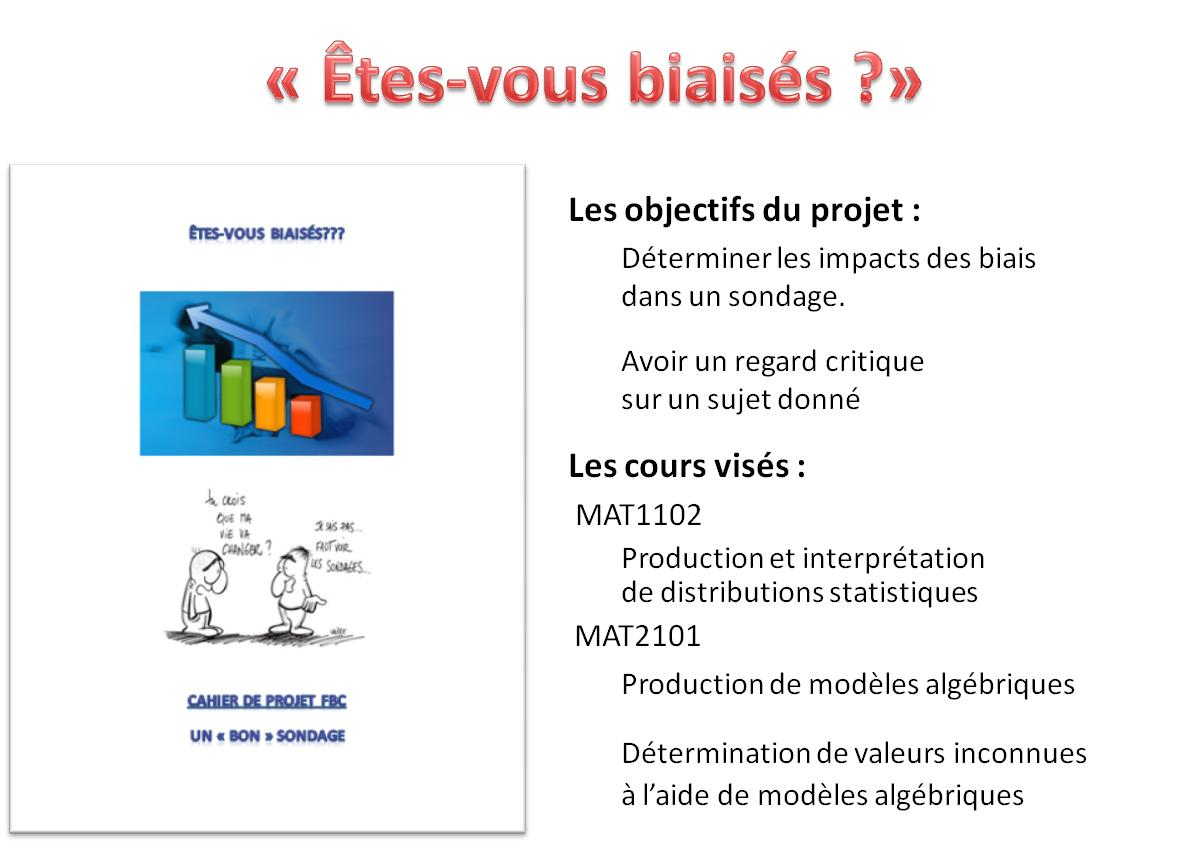 « Êtes-vous biaisés ?»
ÊTES-VOUS BIAISÉS???
tu crois
QUE MA
VIE VA
CHANGER ?
JE SAIS PAS...
FAUT VOIR
LES SONDAGES...
CAHIER DE PROJET FBC
UN « BON » SONDAGE
Les objectifs du projet :
Déterminer les impacts des biais
dans un sondage.
Avoir un regard critique
sur un sujet donné
Les cours visés :
MAT1102
Production et interprétation
de distributions statistiques
MAT2101
Production de modèles algébriques
Détermination de valeurs inconnues
à l’aide de modèles algébriques